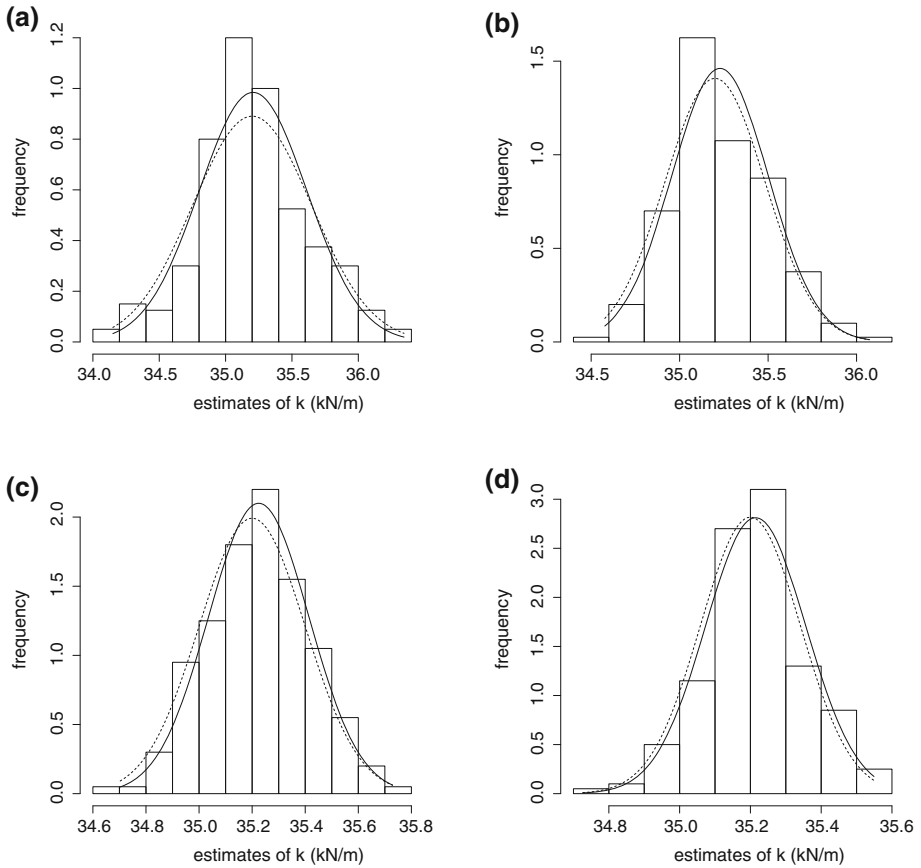 (a)
frequency
0.0 0.2 0.4 0.6 0.8 1.0 1.2
34.0 34.5 35.0 35.5 36.0
estimates of k (kN/m)
(b)
frequency
0.0 0.5 1.0 1.5
34.5 35.0 35.5 36.0
estimates of k (kN/m)
(c)
frequency
0.0 0.5 1.0 1.5 2.0
34.6 34.8 35.0 35.2 35.4 35.6 35.8
estimates of k (kN/m)
(d)
frequency
0.0 0.5 1.0 1.5 2.0 2.5 3.0
34.8 35.0 35.2 35.4 35.6
estimates of k (kN/m)